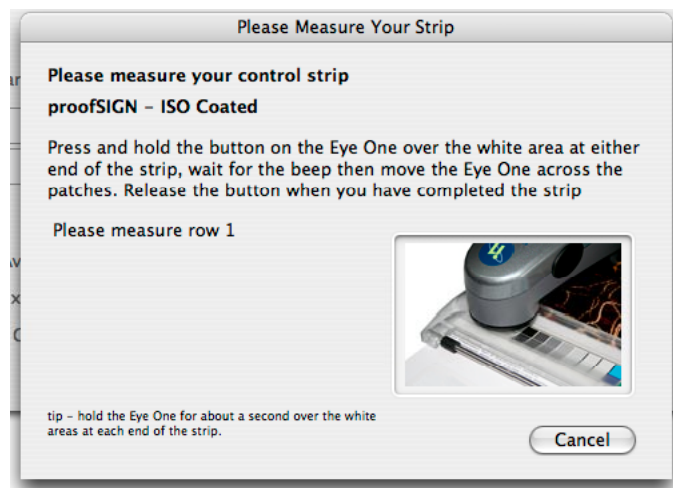 Please Measure Your Strip
Please measure your control strip
proofSIGN – ISO Coated
Press and hold the button on the Eye One over the white area at either
end of the strip, wait for the beep then move the Eye One across the
patches. Release the button when you have completed the strip
Please measure row 1
tip – hold the Eye One for about a second over the white
areas at each end of the strip.
Cancel